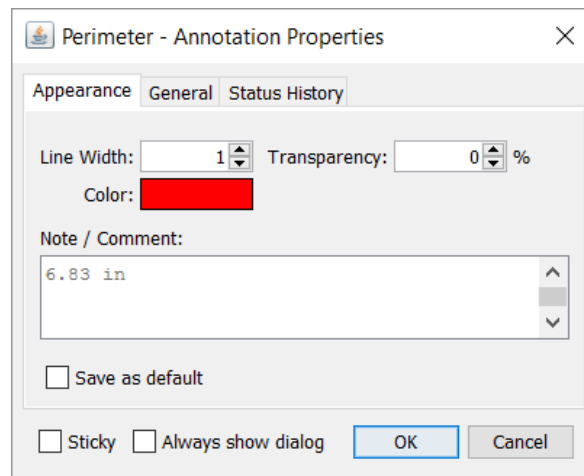 Perimeter - Annotation Properties
Appearance General Status History
Line Width: 1 Transparency: 0 %
Color:
Note / Comment:
6.83 in
Save as default
Sticky Always show dialog OK Cancel